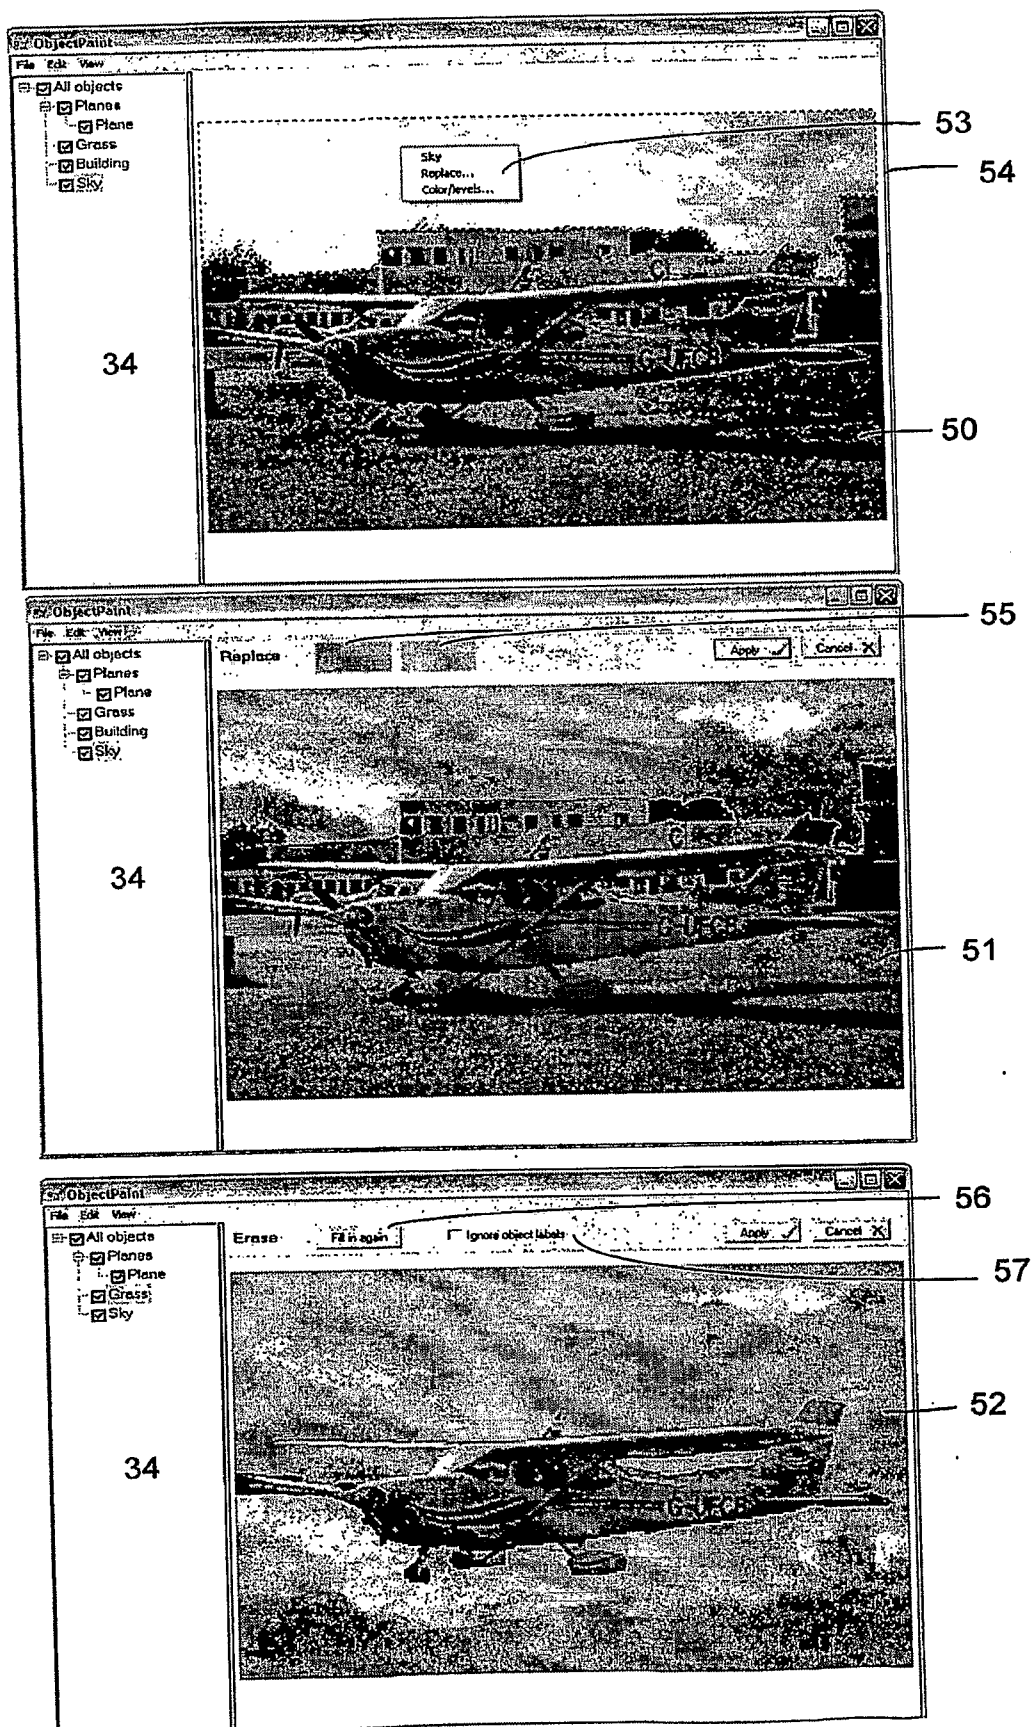 ObjectPaint
File Edit View
All objects
Planes
Plane
Grass
Building
Sky
Sky
Replace...
Color/levels...
G-UFCB
53
54
34
50
ObjectPaint
File Edit View
All objects
Planes
Plane
Grass
Building
Sky
Replace
Apply
Cancel
G-UFCB
55
34
51
ObjectPaint
File Edit View
All objects
Planes
Plane
Grass
Sky
Erase
Fill in again
Ignore object labels
Apply
Cancel
G-UFCB
56
57
34
52